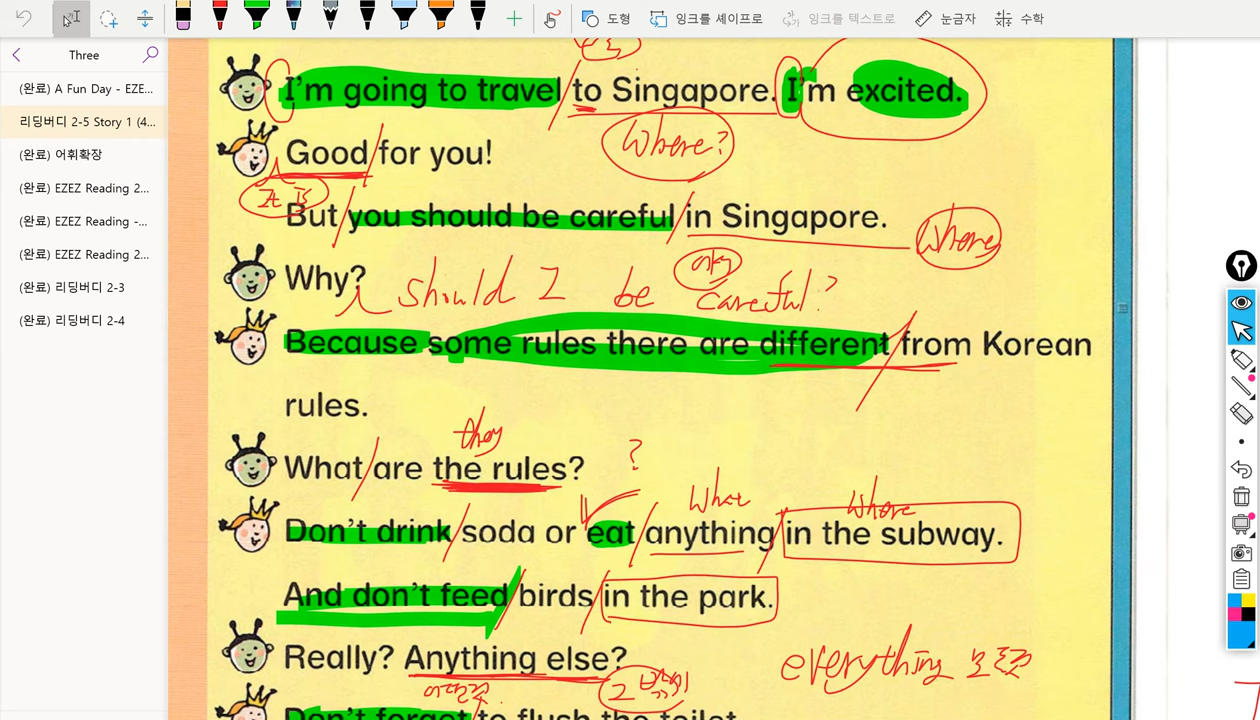 도형
잉크를 셰이프로
잉크를 텍스트로
눈금자
수학
Three
(완료) A Fun Day - EZE...
리딩버디 2-5 Story 1 (4...
(완료) 어휘확장
(완료) EZEZ Reading 2...
(완료) EZEZ Reading -...
(완료) EZEZ Reading 2...
(완료) 리딩버디 2-3
(완료) 리딩버디 2-4
I'm going to travel to Singapore. I'm excited.
Where?
Good for you!
But you should be careful in Singapore.
Where
Why? should I be careful?
Because some rules there are different from Korean
rules.
they
What are the rules?
?
what
where
Don't drink soda or eat anything in the subway.
And don't feed birds in the park.
Really? Anything else?
everything 모든
그 밖에
Don't forget to flush the toilet.